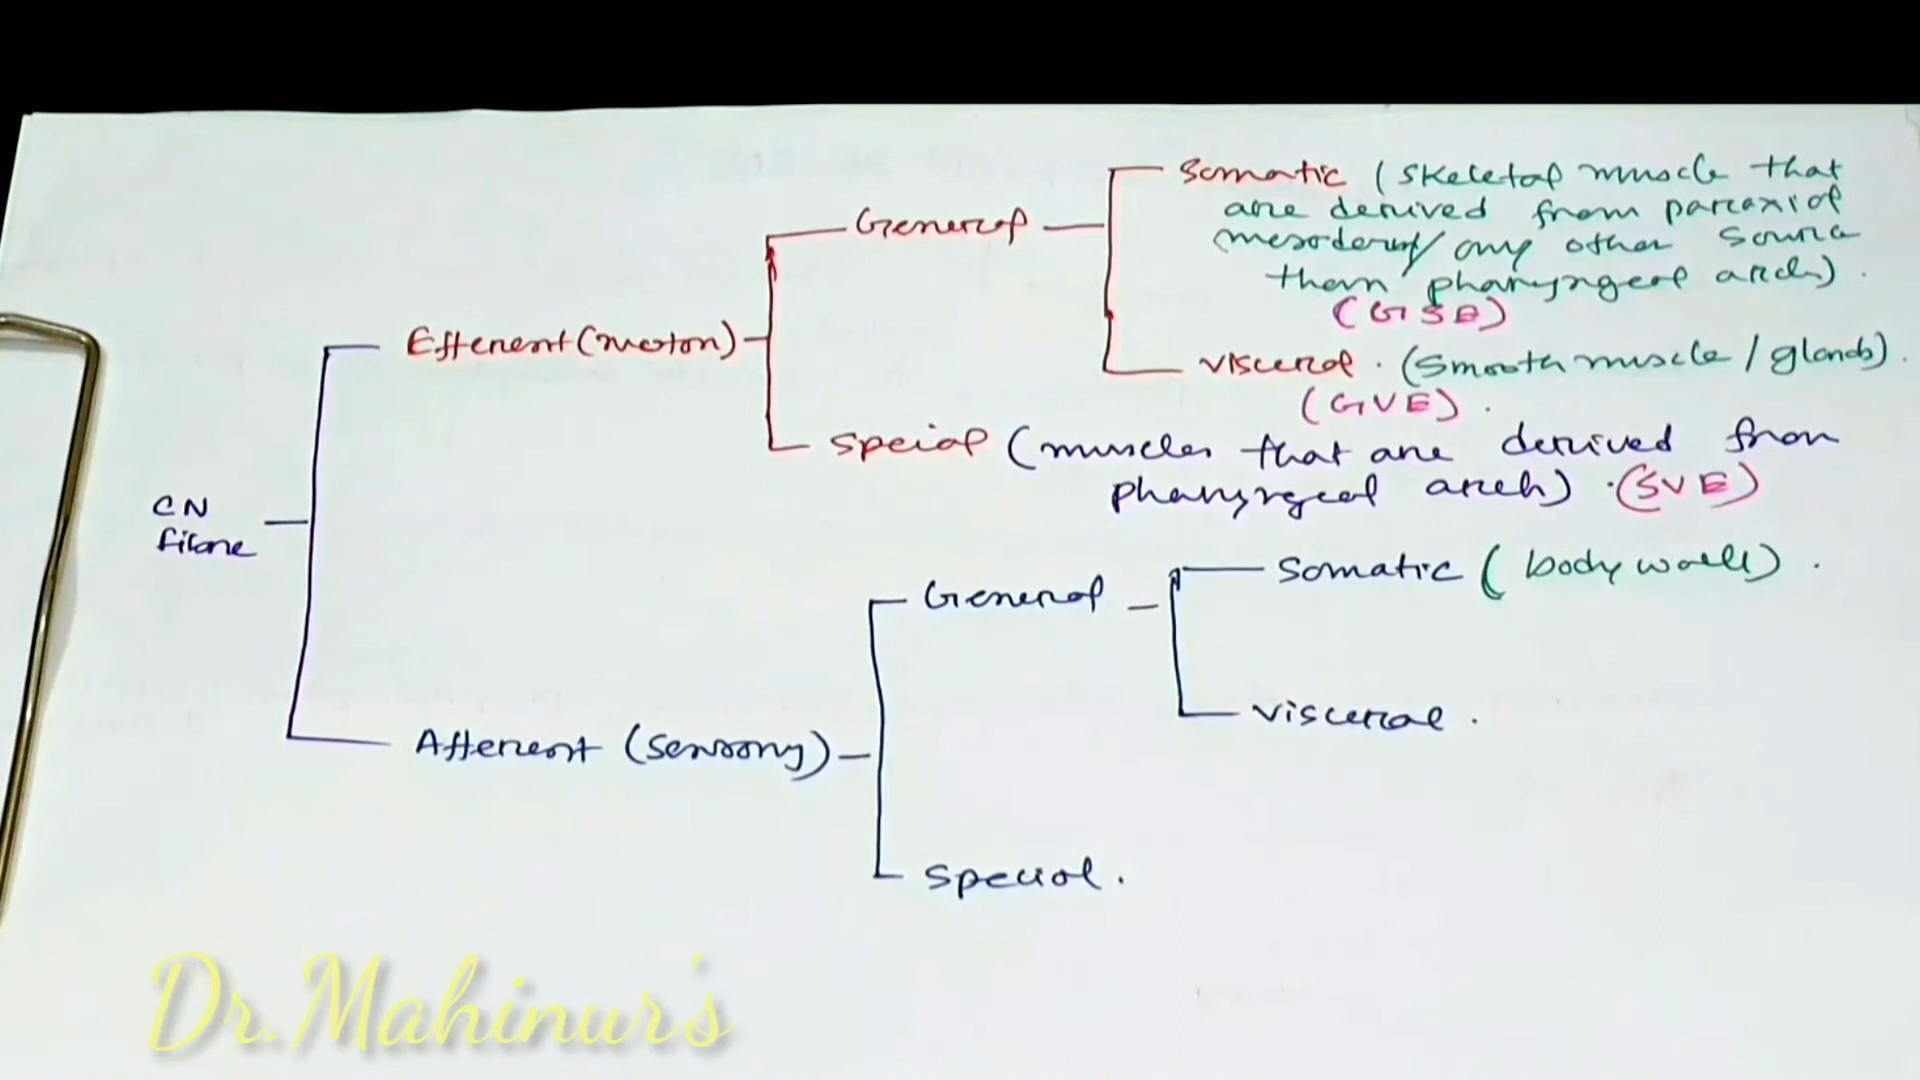 Somatic (skeletal muscle that
are derived from paraxial
mesoderm/ any other source
than pharyngeal arch).
(GSE)
General
Efferent (motor)
visceral. (smooth muscle / glands).
(GVE).
Speial (muscles that are derived from
pharyngeal arch). (SVE)
CN
fibre
General
Somatic (body wall).
visceral.
Afferent (sensory)
special.
Dr.Mahinur's